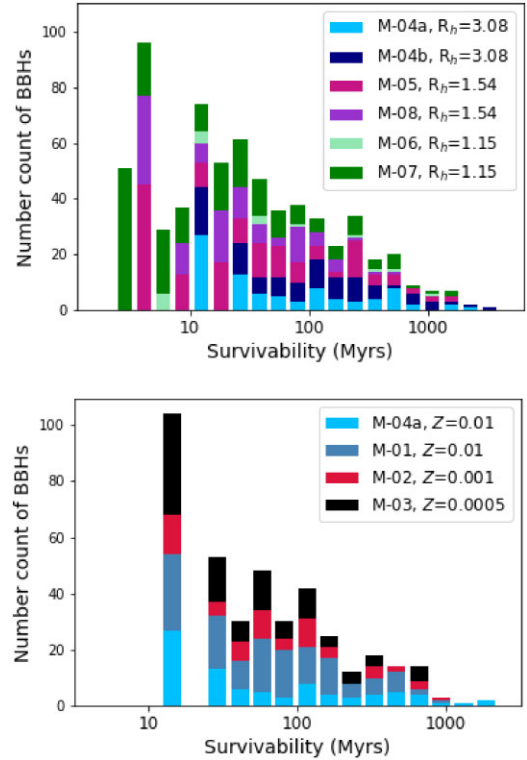 100
80
60
40
20
0
Number count of BBHs
M-04a, R_h=3.08
M-04b, R_h=3.08
M-05, R_h=1.54
M-08, R_h=1.54
M-06, R_h=1.15
M-07, R_h=1.15
10 100 1000
Survivability (Myrs)
100
80
60
40
20
0
Number count of BBHs
M-04a, Z=0.01
M-01, Z=0.01
M-02, Z=0.001
M-03, Z=0.0005
10 100 1000
Survivability (Myrs)